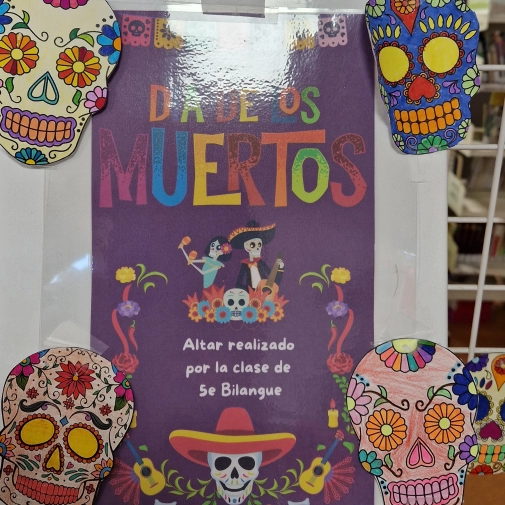 DÍA DE LOS
MUERTOS
Altar realizado
por la clase de
5e Bilangue